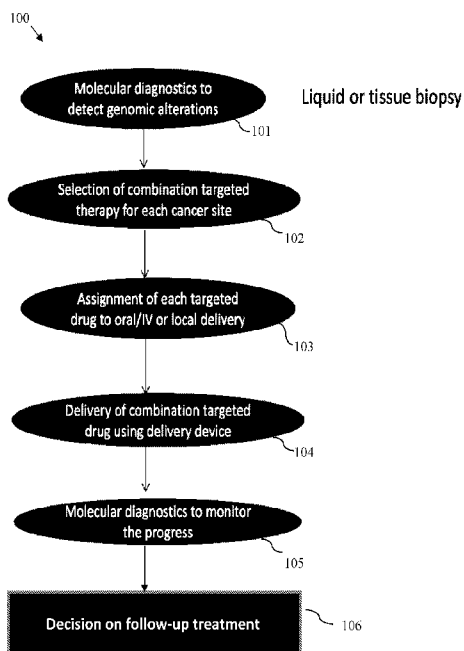 100
Molecular diagnostics to
detect genomic alterations
Liquid or tissue biopsy
101
Selection of combination targeted
therapy for each cancer site
102
Assignment of each targeted
drug to oral/IV or local delivery
103
Delivery of combination targeted
drug using delivery device
104
Molecular diagnostics to monitor
the progress
105
Decision on follow-up treatment
106